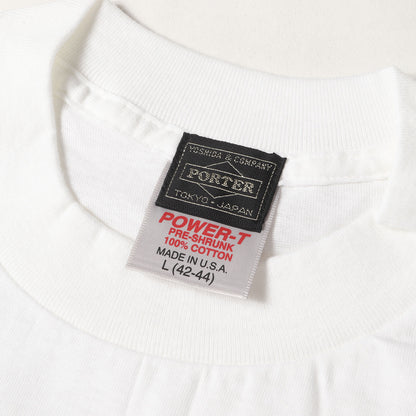 YOSHIDA & COMPANY
PORTER
TOKYO-JAPAN
POWER-T
PRE-SHRUNK
100% COTTON
MADE IN U.S.A.
L (42-44)